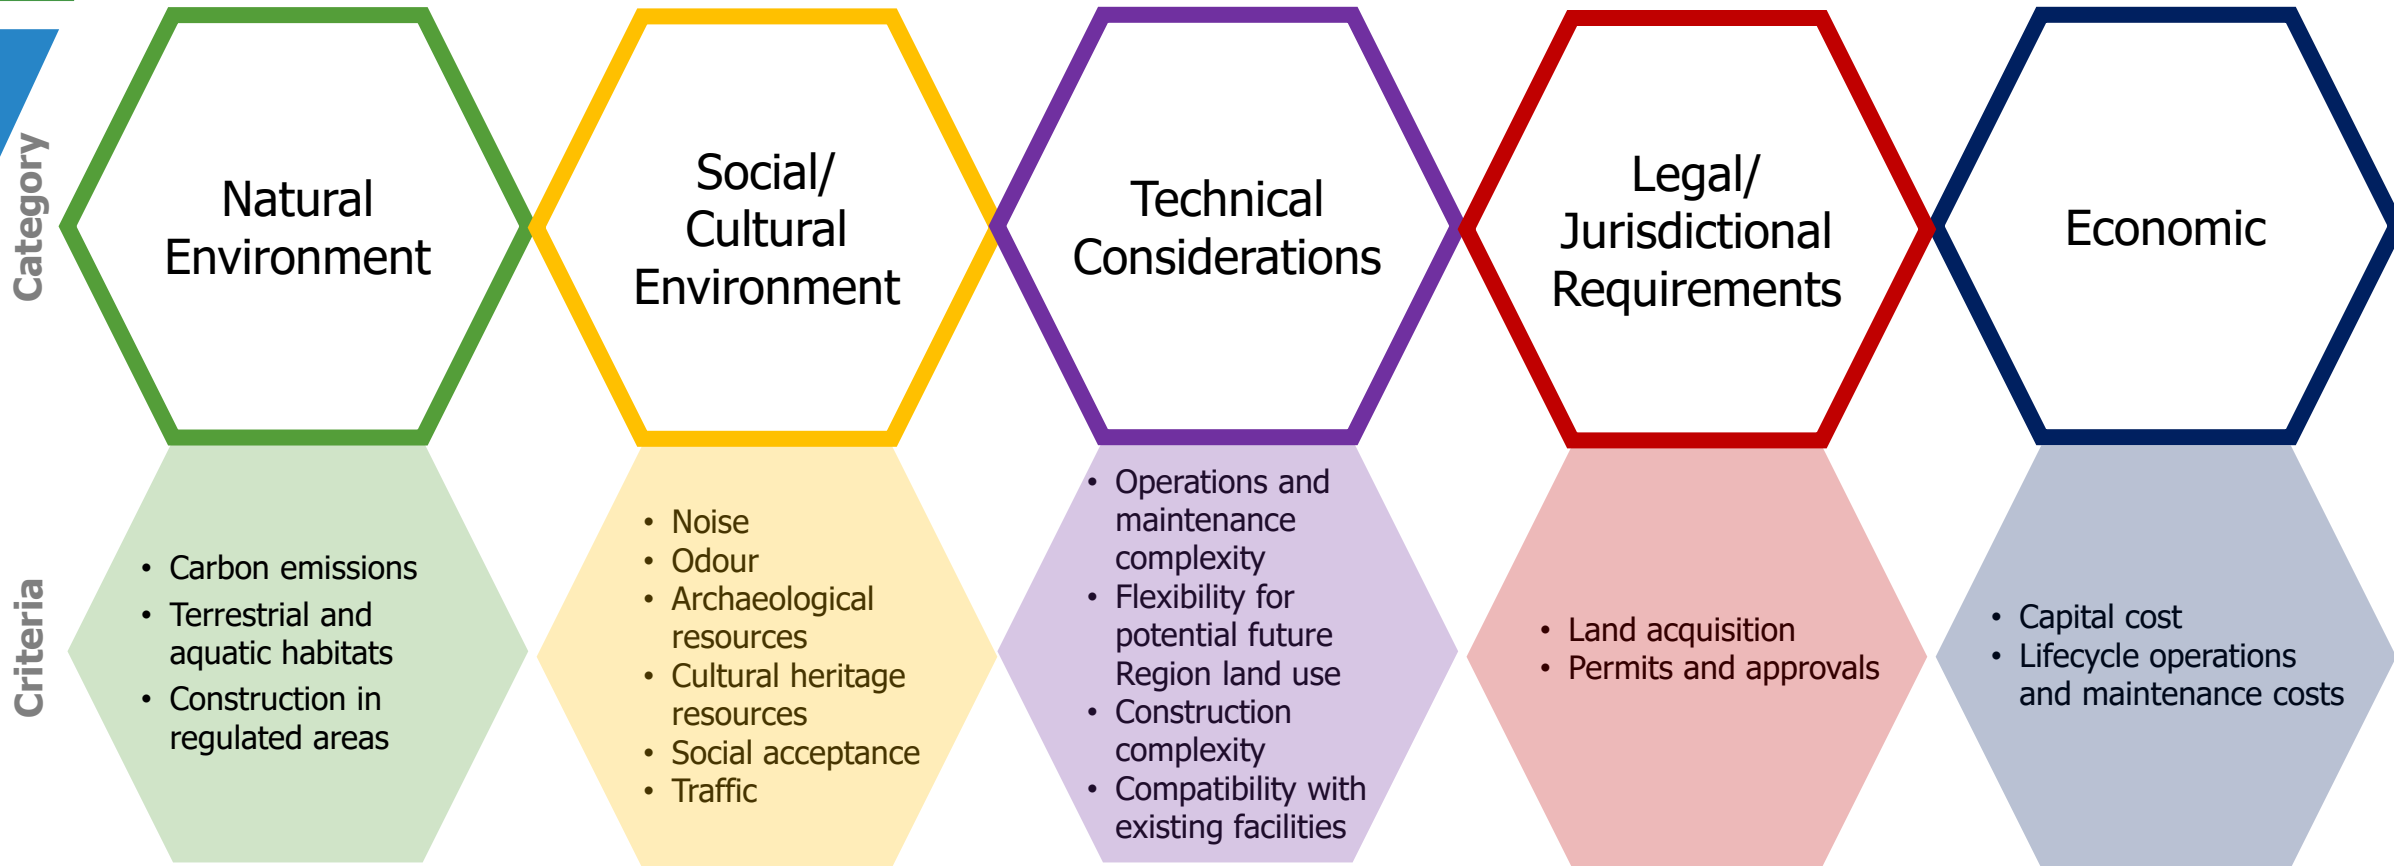 Category
Natural
Environment
Social/
Cultural
Environment
Technical
Considerations
Legal/
Jurisdictional
Requirements
Economic
Criteria
• Carbon emissions
• Terrestrial and
aquatic habitats
• Construction in
regulated areas
• Noise
• Odour
• Archaeological
resources
• Cultural heritage
resources
• Social acceptance
• Traffic
• Operations and
maintenance
complexity
• Flexibility for
potential future
Region land use
• Construction
complexity
• Compatibility with
existing facilities
• Land acquisition
• Permits and approvals
• Capital cost
• Lifecycle operations
and maintenance costs